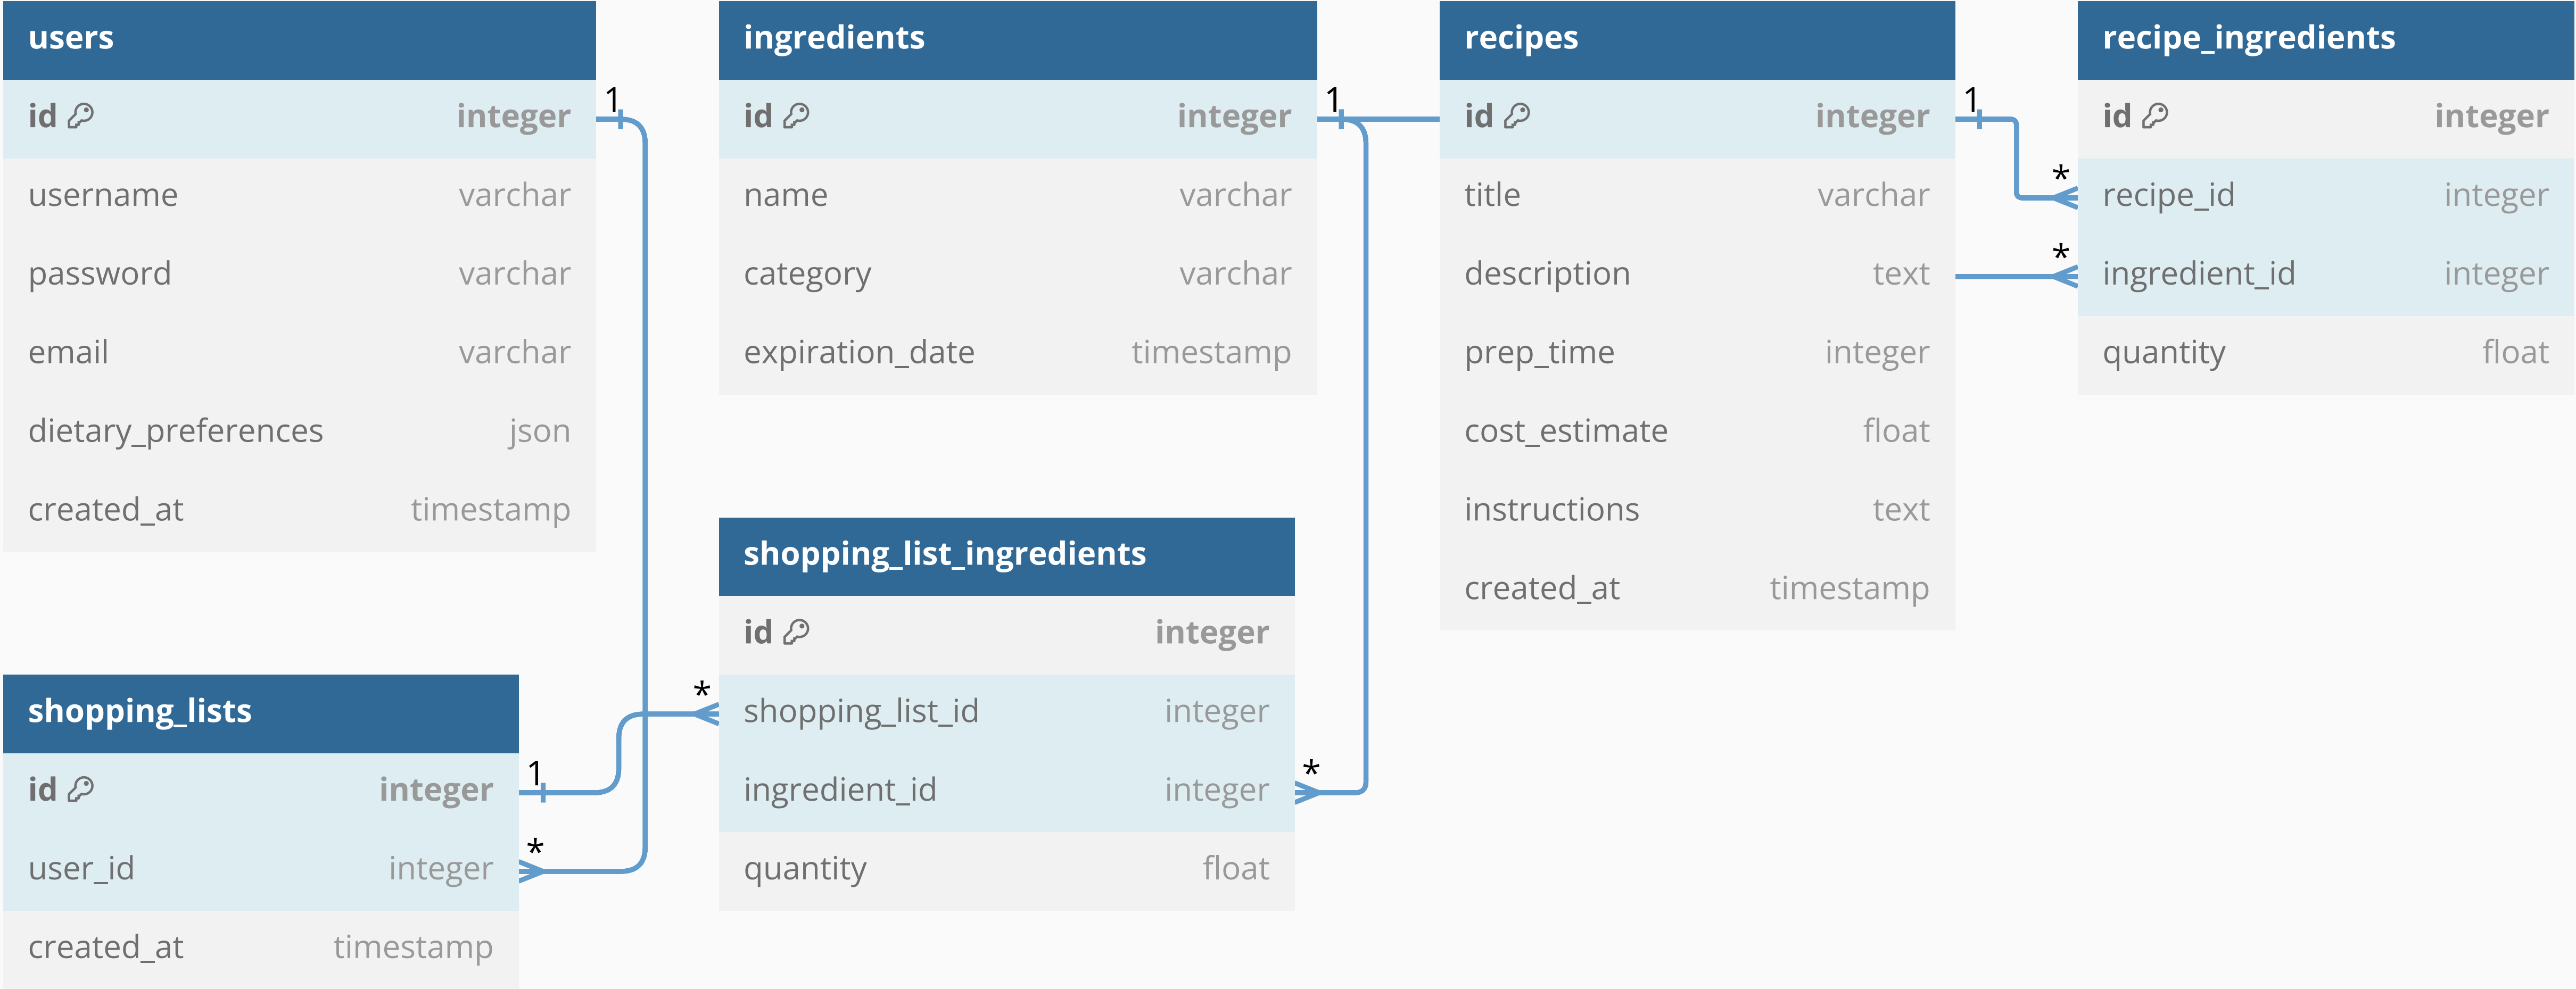 users
id integer
username varchar
password varchar
email varchar
dietary_preferences json
created_at timestamp
1
ingredients
id integer
name varchar
category varchar
expiration_date timestamp
1
recipes
id integer
title varchar
description text
prep_time integer
cost_estimate float
instructions text
created_at timestamp
1
recipe_ingredients
id integer
* recipe_id integer
* ingredient_id integer
quantity float
shopping_lists
id integer
1
user_id integer
*
created_at timestamp
shopping_list_ingredients
id integer
* shopping_list_id integer
ingredient_id integer
*
quantity float